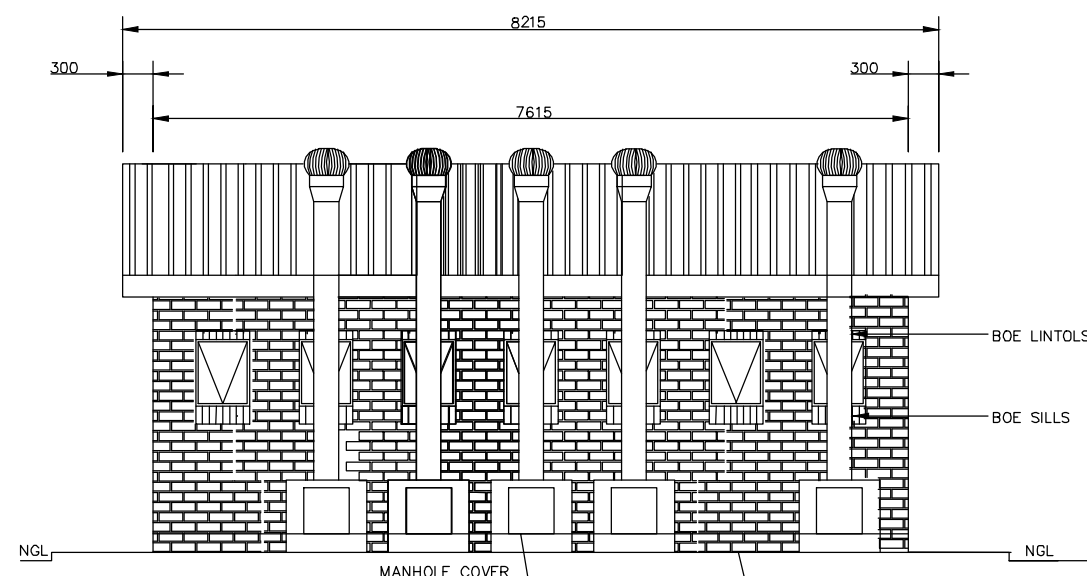 8215
300
300
7615
BOE LINTOLS
BOE SILLS
NGL
NGL
MANHOLE COVER